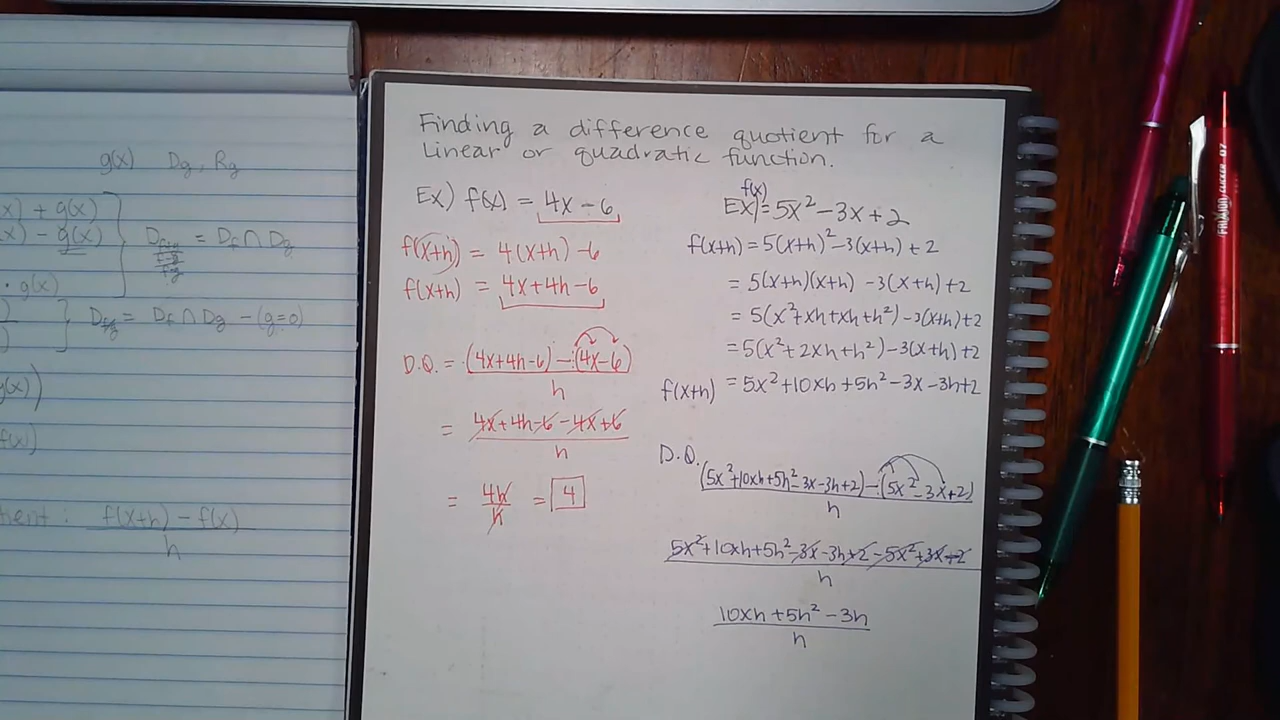 g(x) Dg, Rg
x) + g(x)
x) - g(x)
D = Df ∩ Dg
· g(x)
D = Df ∩ Dg - (g=0)
g(x))
f(x)
f(x+h) - f(x)
h
Finding a difference quotient for a
Linear or quadratic function.
Ex) f(x) = 4x - 6
f(x+h) = 4(x+h) - 6
f(x+h) = 4x+4h-6
D.Q. = (4x+4h-6) - (4x-6)
h
= 4x+4h-6-4x+6
h
= 4h = 4
h
f(x)
Ex) = 5x² - 3x + 2
f(x+h) = 5(x+h)² - 3(x+h) + 2
= 5(x+h)(x+h) - 3(x+h) + 2
= 5(x²+xh+xh+h²) - 3(x+h) + 2
= 5(x²+2xh+h²) - 3(x+h) + 2
f(x+h) = 5x²+10xh+5h²-3x-3h+2
D.Q.
(5x²+10xh+5h²-3x-3h+2) - (5x²-3x+2)
h
5x²+10xh+5h²-3x-3h+2-5x²+3x-2
h
10xh+5h²-3h
h
FRIXION CLICKER 07